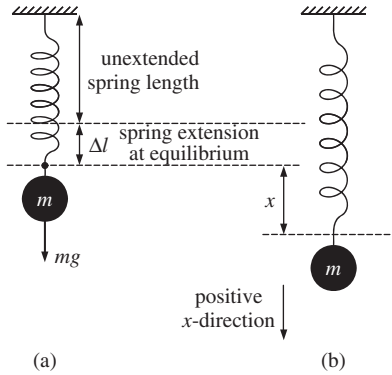 unextended
spring length
Δl
spring extension
at equilibrium
m
x
mg
m
positive
x-direction
(a)
(b)